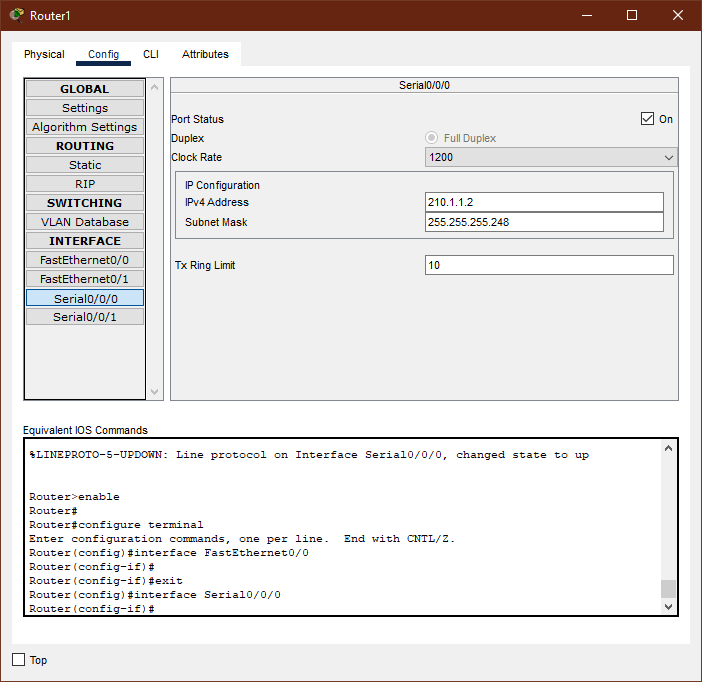 Router1
Physical Config CLI Attributes
GLOBAL
Settings
Algorithm Settings
ROUTING
Static
RIP
SWITCHING
VLAN Database
INTERFACE
FastEthernet0/0
FastEthernet0/1
Serial0/0/0
Serial0/0/1
Serial0/0/0
Port Status On
Duplex Full Duplex
Clock Rate 1200
IP Configuration
IPv4 Address 210.1.1.2
Subnet Mask 255.255.255.248
Tx Ring Limit 10
Equivalent IOS Commands
%LINEPROTO-5-UPDOWN: Line protocol on Interface Serial0/0/0, changed state to up
Router>enable
Router#
Router#configure terminal
Enter configuration commands, one per line.  End with CNTL/Z.
Router(config)#interface FastEthernet0/0
Router(config-if)#
Router(config-if)#exit
Router(config)#interface Serial0/0/0
Router(config-if)#
Top